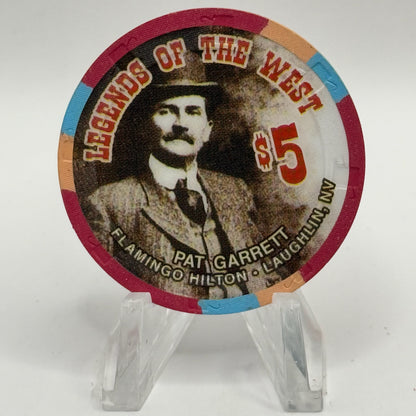 LEGENDS OF THE WEST
$5
PAT GARRETT
FLAMINGO HILTON • LAUGHLIN, NV